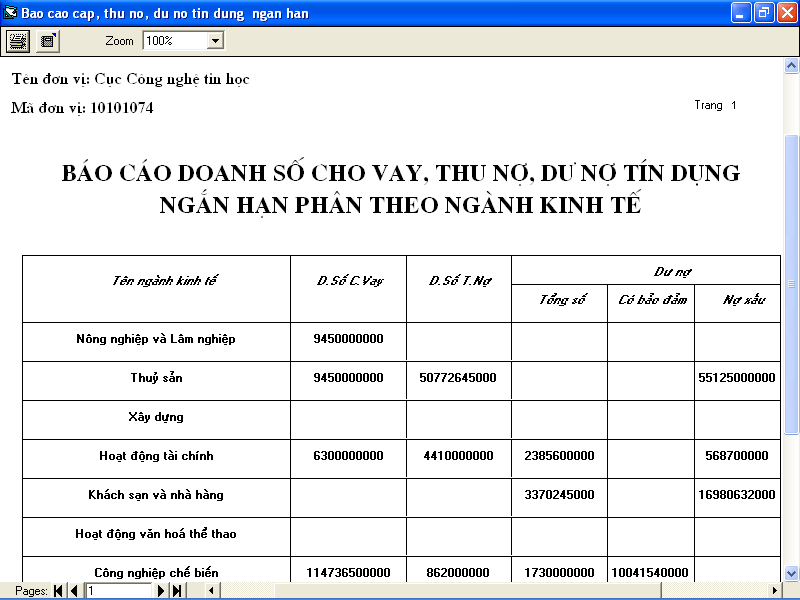 Bao cao cap, thu no, du no tin dung ngan han
Zoom 100%
Tên đơn vị: Cục Công nghệ tin học
Mã đơn vị: 10101074
Trang 1
BÁO CÁO DOANH SỐ CHO VAY, THU NỢ, DƯ NỢ TÍN DỤNG
NGẮN HẠN PHÂN THEO NGÀNH KINH TẾ
Tên ngành kinh tế D.Số C.Vay D.Số T.Nợ Dư nợ
Tổng số Có bảo đảm Nợ xấu
Nông nghiệp và Lâm nghiệp 9450000000
Thuỷ sản 9450000000 50772645000 55125000000
Xây dựng
Hoạt động tài chính 6300000000 4410000000 2385600000 568700000
Khách sạn và nhà hàng 3370245000 16980632000
Hoạt động văn hoá thể thao
Công nghiệp chế biến 114736500000 862000000 1730000000 10041540000
Pages: 1